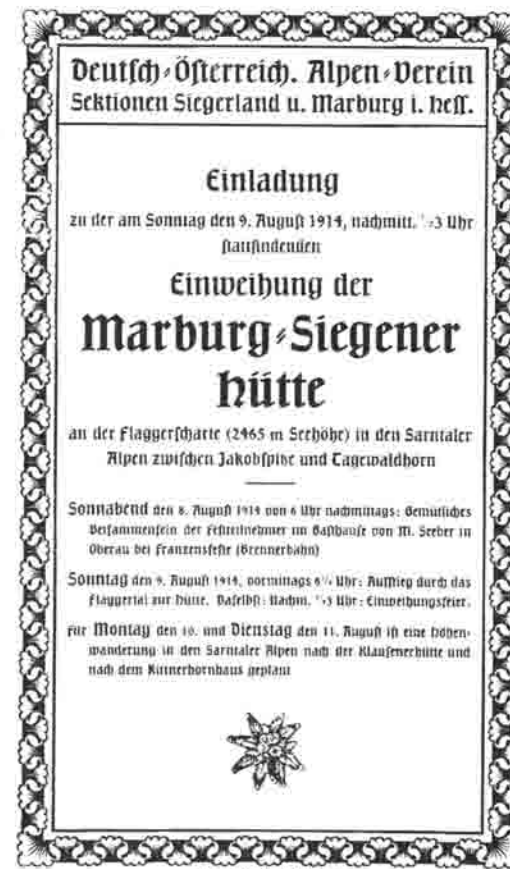 Deutsch-Österreich. Alpen-Verein
Sektionen Siegerland u. Marburg i. Hess.
Einladung
zu der am Sonntag den 9. August 1914, nachmitt. ½3 Uhr
stattfindenden
Einweihung der
Marburg-Siegener
Hütte
an der Flaggerscharte (2465 m Seehöhe) in den Sarntaler
Alpen zwischen Jakobspitze und Tagewaldhorn
Sonnabend den 8. August 1914 von 6 Uhr nachmittags: Gemütliches
Beisammensein der Festteilnehmer im Gasthause von M. Seeber in
Oberau bei Franzensfeste (Brennerbahn)
Sonntag den 9. August 1914, vormittags Uhr: Aufstieg durch das
Flaggertal zur Hütte. Daselbst: Nachm. ½3 Uhr: Einweihungsfeier.
Für Montag den 10. und Dienstag den 11. August ist eine Höhen-
wanderung in den Sarntaler Alpen nach der Klausenerhütte und
nach dem Rittnerhornhaus geplant